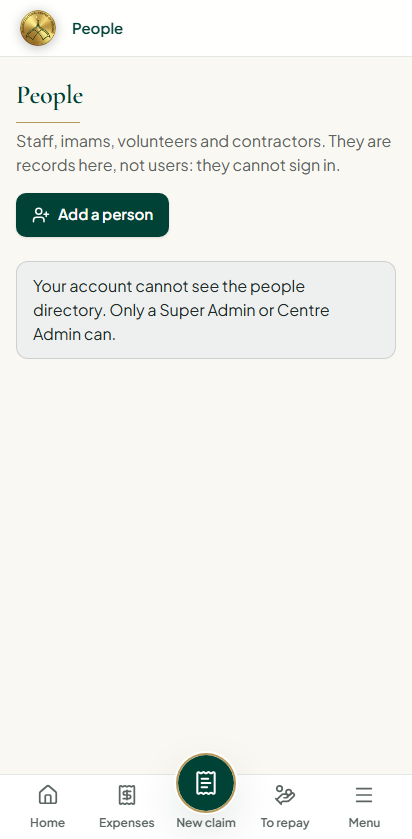 People
People
Staff, imams, volunteers and contractors. They are
records here, not users: they cannot sign in.
Add a person
Your account cannot see the people
directory. Only a Super Admin or Centre
Admin can.
Home
Expenses
New claim
To repay
Menu